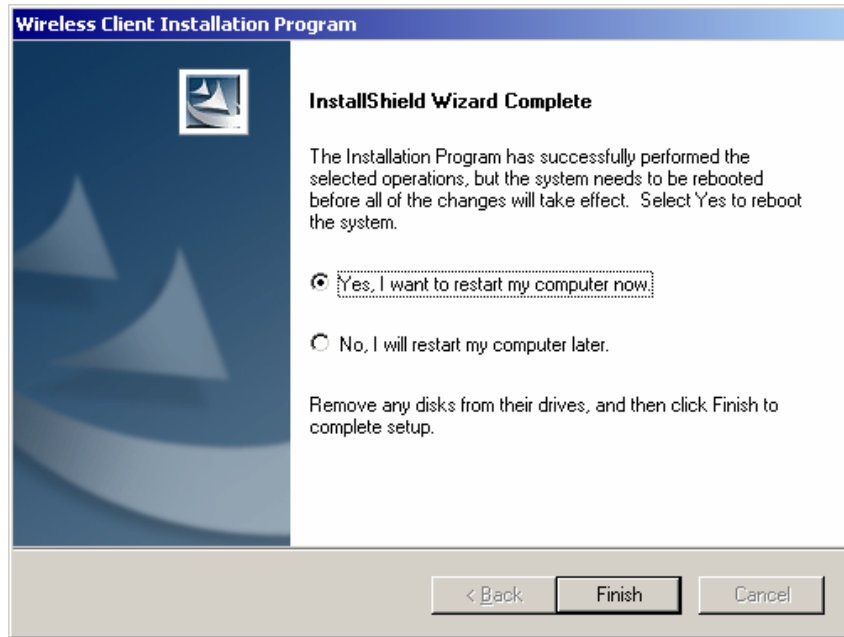 Wireless Client Installation Program
InstallShield Wizard Complete
The Installation Program has successfully performed the
selected operations, but the system needs to be rebooted
before all of the changes will take effect.  Select Yes to reboot
the system.
Yes, I want to restart my computer now.
No, I will restart my computer later.
Remove any disks from their drives, and then click Finish to
complete setup.
< Back
Finish
Cancel